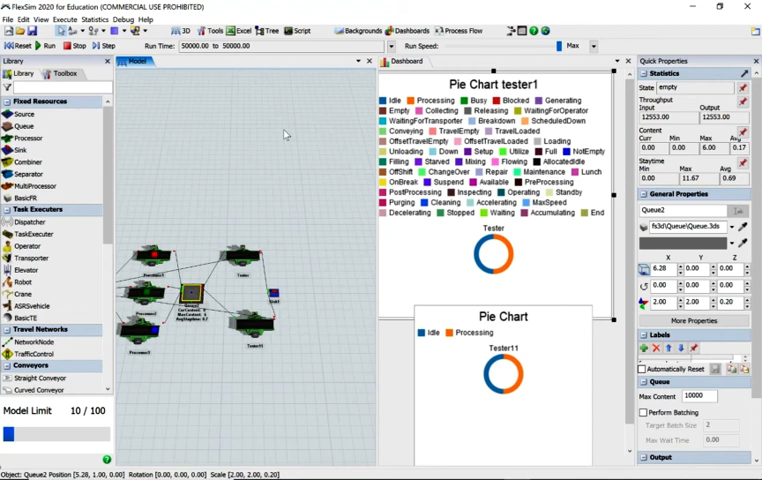 FlexSim 2020 for Education (COMMERCIAL USE PROHIBITED)
File Edit View Execute Statistics Debug Help
3D Tools Excel Tree Script Backgrounds Dashboards Process Flow
Reset Run Stop Step Run Time: 50000.00 to 50000.00 Run Speed: Max
Library
Library Toolbox
Fixed Resources
Source
Queue
Processor
Sink
Combiner
Separator
MultiProcessor
BasicFR
Task Executers
Dispatcher
TaskExecuter
Operator
Transporter
Elevator
Robot
Crane
ASRSvehicle
BasicTE
Travel Networks
NetworkNode
TrafficControl
Conveyors
Straight Conveyor
Curved Conveyor
Model Limit 10 / 100
Model
Tester
Processor2
Queue2
Processor3
Tester11
Dashboard
Pie Chart tester1
Idle Processing Busy Blocked Generating
Empty Collecting Releasing WaitingForOperator
WaitingForTransporter Breakdown ScheduledDown
Conveying TravelEmpty TravelLoaded
OffsetTravelEmpty OffsetTravelLoaded Loading
Unloading Down Setup Utilize Full NotEmpty
Filling Starved Mixing Flowing AllocatedIdle
OffShift ChangeOver Repair Maintenance Lunch
OnBreak Suspend Available PreProcessing
PostProcessing Inspecting Operating Standby
Purging Cleaning Accelerating MaxSpeed
Decelerating Stopped Waiting Accumulating End
Tester
Pie Chart
Idle Processing
Tester11
Quick Properties
Statistics
State empty
Throughput
Input Output
12553.00 12553.00
Content
Curr Min Max Avg
0.00 0.00 6.00 0.17
Staytime
Min Max Avg
0.00 11.67 0.69
General Properties
Queue2
fs3d\Queue\Queue.3ds
X Y Z
6.28 0.00 0.00
0.00 0.00 0.00
2.00 2.00 0.20
More Properties
Labels
Automatically Reset
Queue
Max Content 10000
Perform Batching
Target Batch Size 2
Max Wait Time 0.00
Output
Object: Queue2 Position [5.28, 1.00, 0.00] Rotation [0.00, 0.00, 0.00] Scale [2.00, 2.00, 0.20]